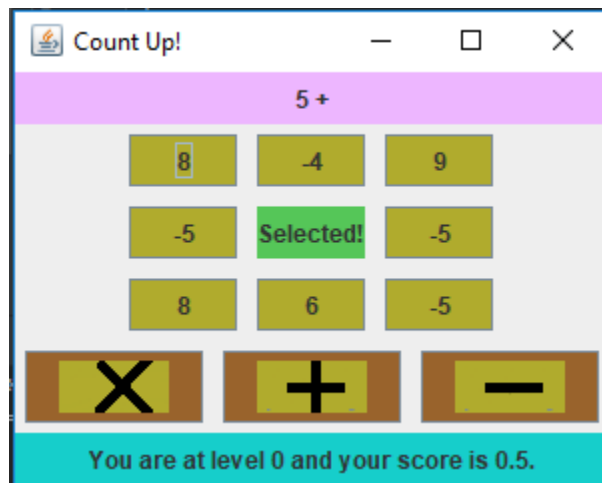 Count Up!
5 +
8 -4 9
-5 Selected! -5
8 6 -5
You are at level 0 and your score is 0.5.